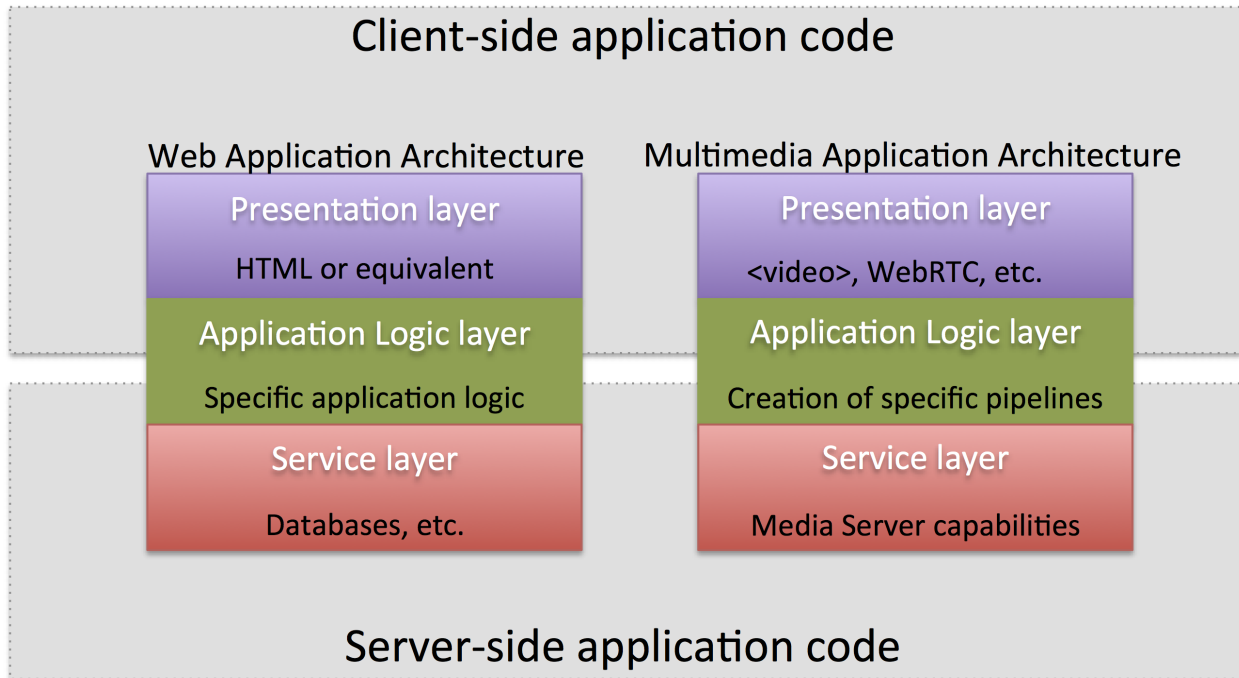 Client-side application code
Web Application Architecture
Presentation layer
HTML or equivalent
Application Logic layer
Specific application logic
Service layer
Databases, etc.
Multimedia Application Architecture
Presentation layer
<video>, WebRTC, etc.
Application Logic layer
Creation of specific pipelines
Service layer
Media Server capabilities
Server-side application code